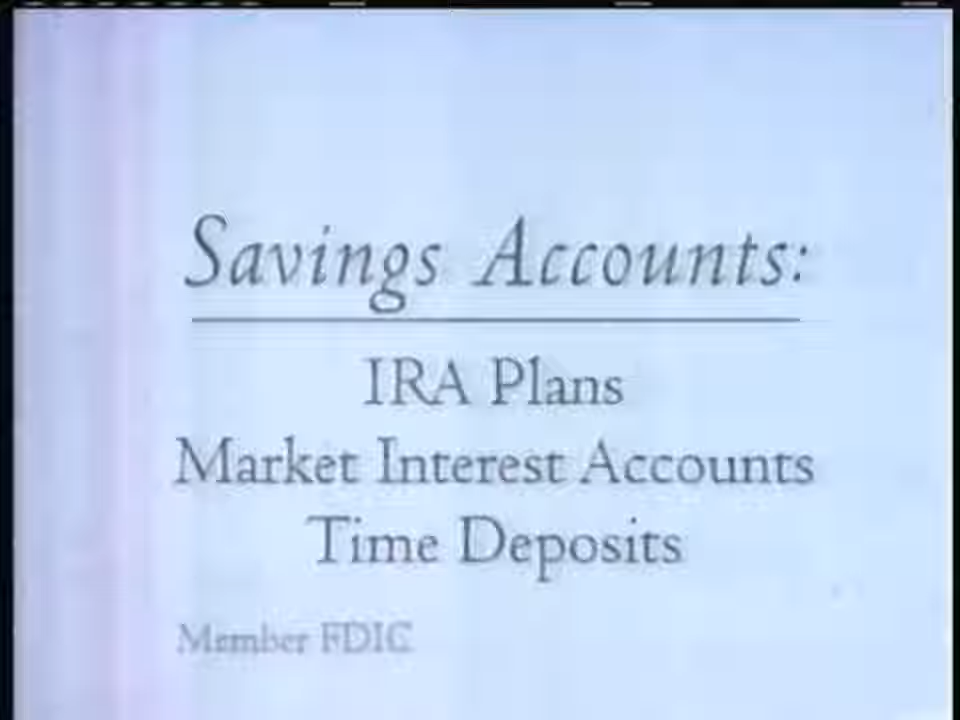 Savings Accounts:
IRA Plans
Market Interest Accounts
Time Deposits
Member FDIC